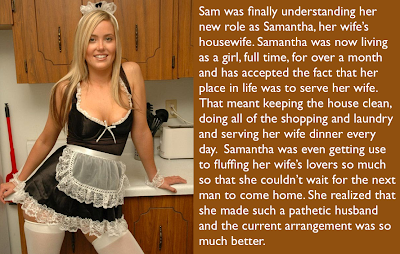 Sam was finally understanding her
new role as Samantha, her wife's
housewife. Samantha was now living
as a girl, full time, for over a month
and has accepted the fact that her
place in life was to serve her wife.
That meant keeping the house clean,
doing all of the shopping and laundry
and serving her wife dinner every
day.  Samantha was even getting use
to fluffing her wife's lovers so much
so that she couldn't wait for the next
man to come home. She realized that
she made such a pathetic husband
and the current arrangement was so
much better.